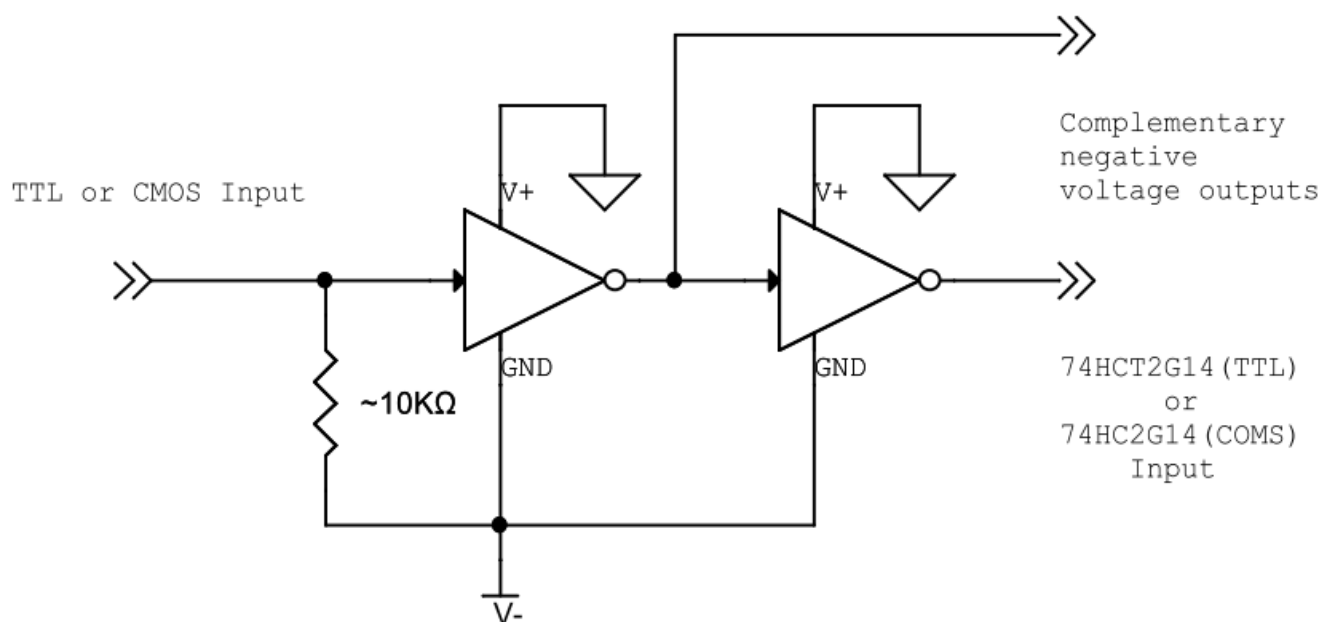 TTL or CMOS Input
~10KΩ
V+
GND
V-
V+
GND
Complementary
negative
voltage outputs
74HCT2G14(TTL)
or
74HC2G14(COMS)
Input